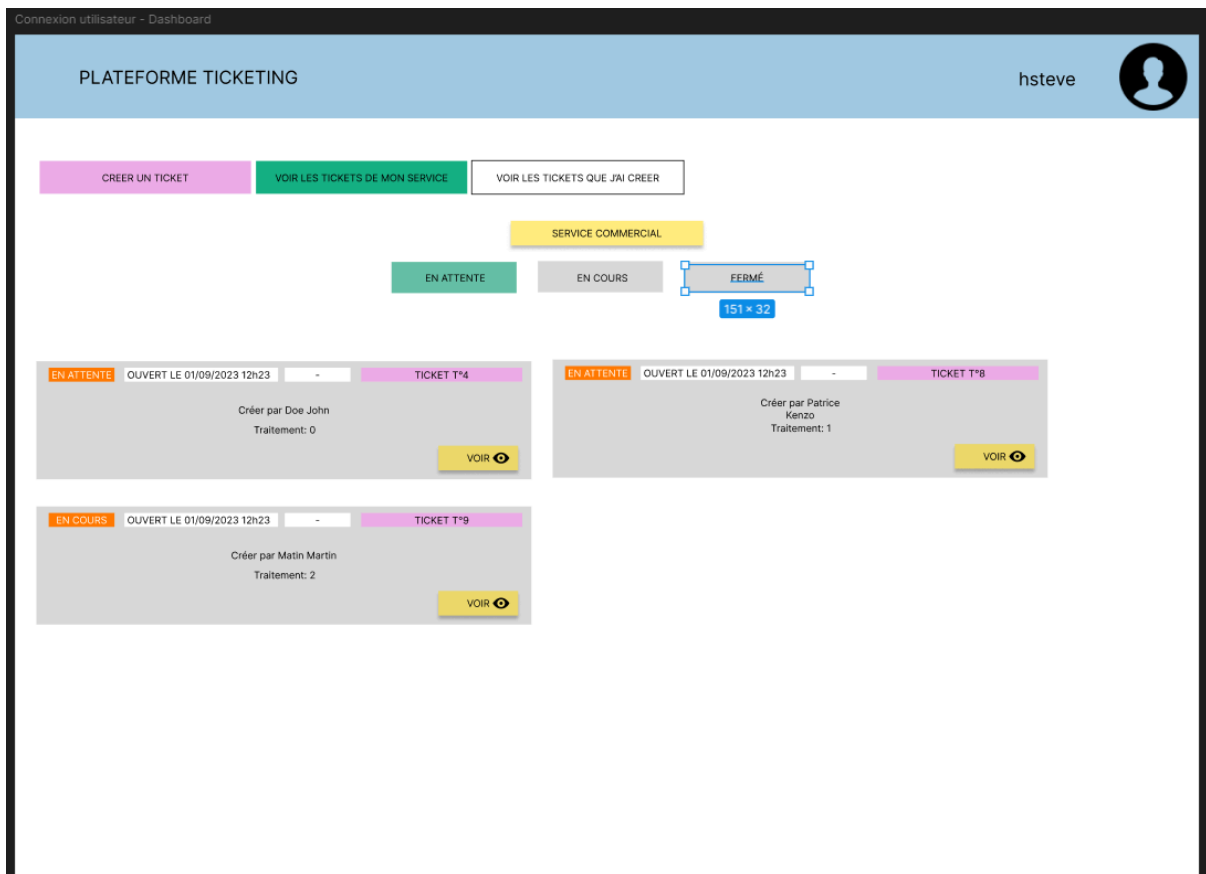 Connexion utilisateur - Dashboard
PLATEFORME TICKETING
hsteve
CREER UN TICKET
VOIR LES TICKETS DE MON SERVICE
VOIR LES TICKETS QUE J'AI CREER
SERVICE COMMERCIAL
EN ATTENTE
EN COURS
FERMÉ
151 × 32
EN ATTENTE
OUVERT LE 01/09/2023 12h23
-
TICKET T°4
Créer par Doe John
Traitement: 0
VOIR
EN ATTENTE
OUVERT LE 01/09/2023 12h23
-
TICKET T°8
Créer par Patrice
Kenzo
Traitement: 1
VOIR
EN COURS
OUVERT LE 01/09/2023 12h23
-
TICKET T°9
Créer par Matin Martin
Traitement: 2
VOIR